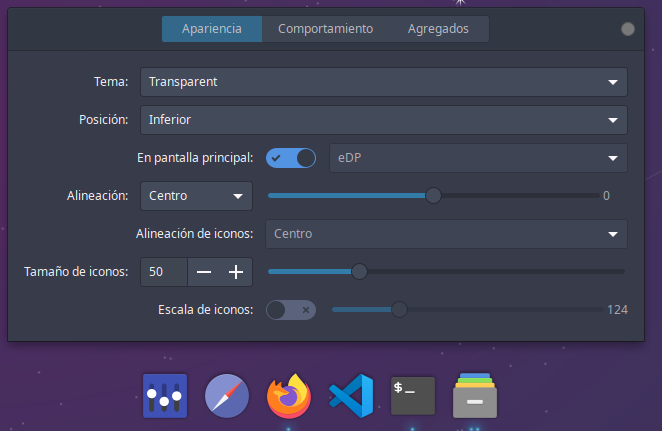 Apariencia Comportamiento Agregados
Tema: Transparent
Posición: Inferior
En pantalla principal: eDP
Alineación: Centro 0
Alineación de iconos: Centro
Tamaño de iconos: 50
Escala de iconos: 124
$_